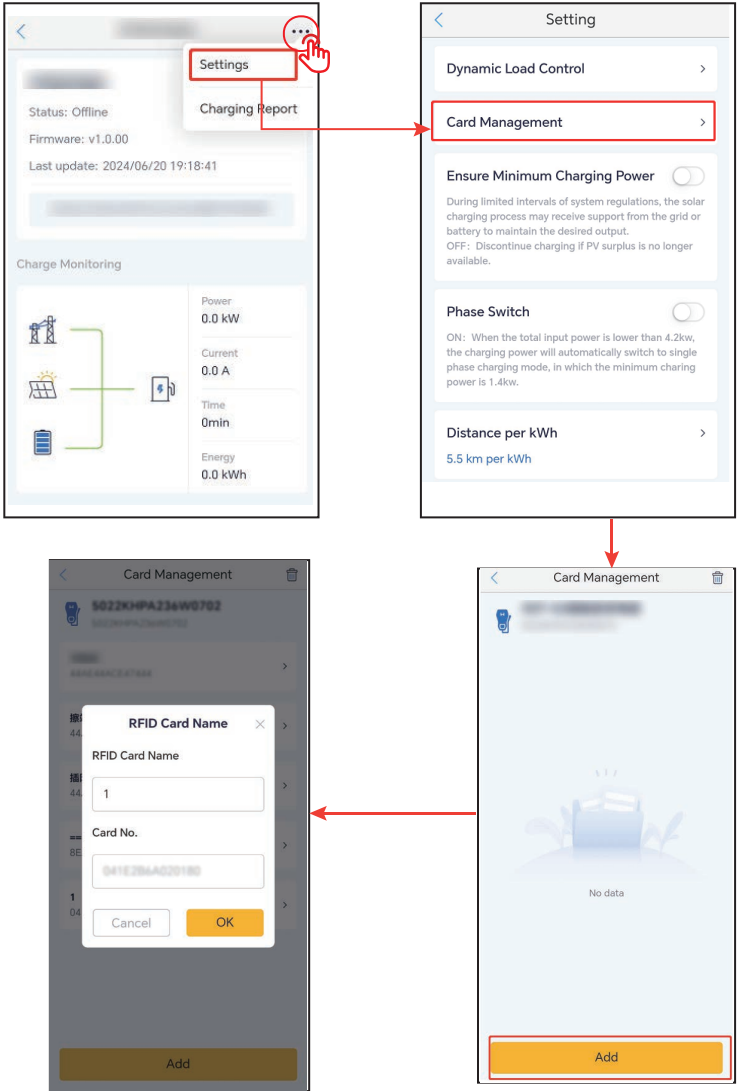 Settings
Charging Report
Status: Offline
Firmware: v1.0.00
Last update: 2024/06/20 19:18:41
Charge Monitoring
Power
0.0 kW
Current
0.0 A
Time
0min
Energy
0.0 kWh
Setting
Dynamic Load Control
Card Management
Ensure Minimum Charging Power
During limited intervals of system regulations, the solar
charging process may receive support from the grid or
battery to maintain the desired output.
OFF: Discontinue charging if PV surplus is no longer
available.
Phase Switch
ON: When the total input power is lower than 4.2kw,
the charging power will automatically switch to single
phase charging mode, in which the minimum charing
power is 1.4kw.
Distance per kWh
5.5 km per kWh
Card Management
No data
Add
Card Management
5022KHPA236W0702
RFID Card Name
RFID Card Name
1
Card No.
041E2B6A020180
Cancel
OK
44
44
==
8E
1
04
Add